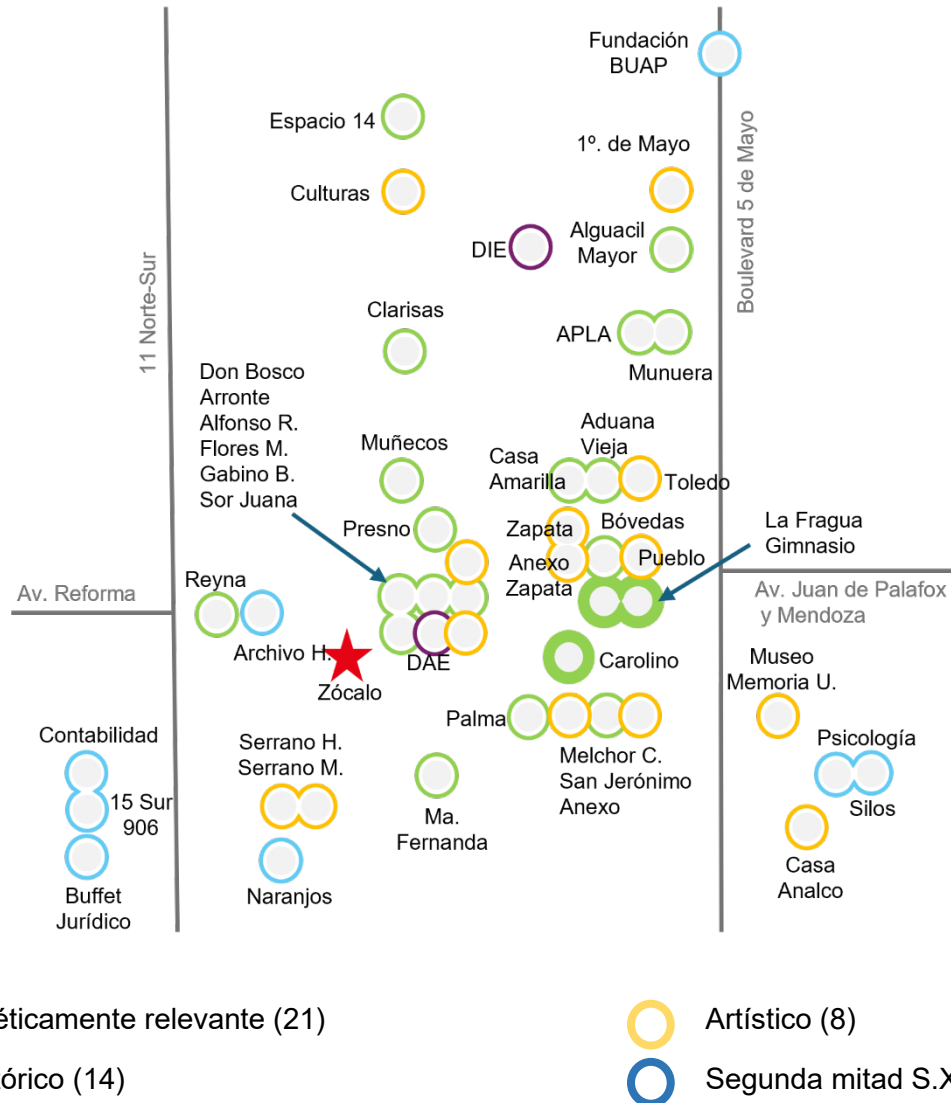 Fundación
BUAP
Espacio 14
1º. de Mayo
Culturas
Boulevard 5 de Mayo
DIE
Alguacil
Mayor
11 Norte-Sur
Clarisas
APLA
Munuera
Don Bosco
Arronte
Alfonso R.
Flores M.
Gabino B.
Sor Juana
Muñecos
Aduana
Vieja
Casa
Amarilla
Toledo
Presno
Zapata
Bóvedas
La Fragua
Gimnasio
Anexo
Zapata
Pueblo
Reyna
Av. Reforma
Av. Juan de Palafox
y Mendoza
Archivo H.
DAE
Carolino
Zócalo
Museo
Memoria U.
Palma
Contabilidad
Serrano H.
Serrano M.
Melchor C.
San Jerónimo
Anexo
Psicología
15 Sur
906
Silos
Ma.
Fernanda
Casa
Analco
Buffet
Jurídico
Naranjos
éticamente relevante (21)
Artístico (8)
tórico (14)
Segunda mitad S.X